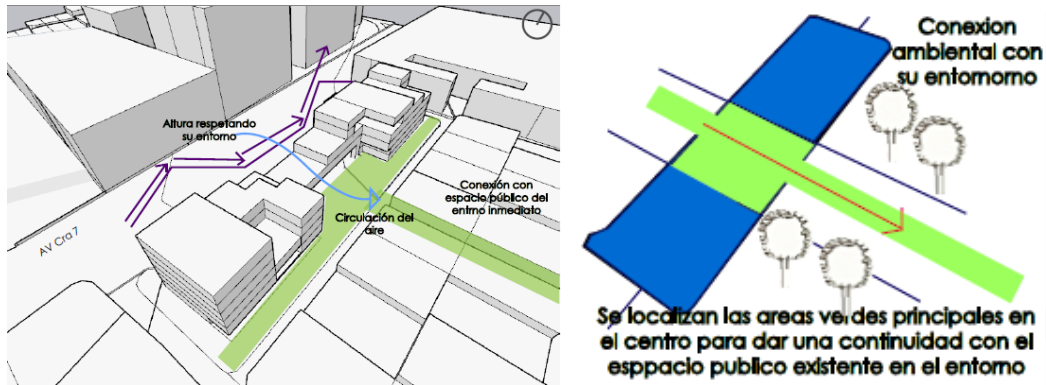 Altura respetando
su entorno
Conexión con
espacio público del
entrno inmediato
Circulación del
aire
AV Cra 7
Conexion
ambiental con
su entornorno
Se localizan las areas verdes principales en
el centro para dar una continuidad con el
esppacio publico existente en el entorno